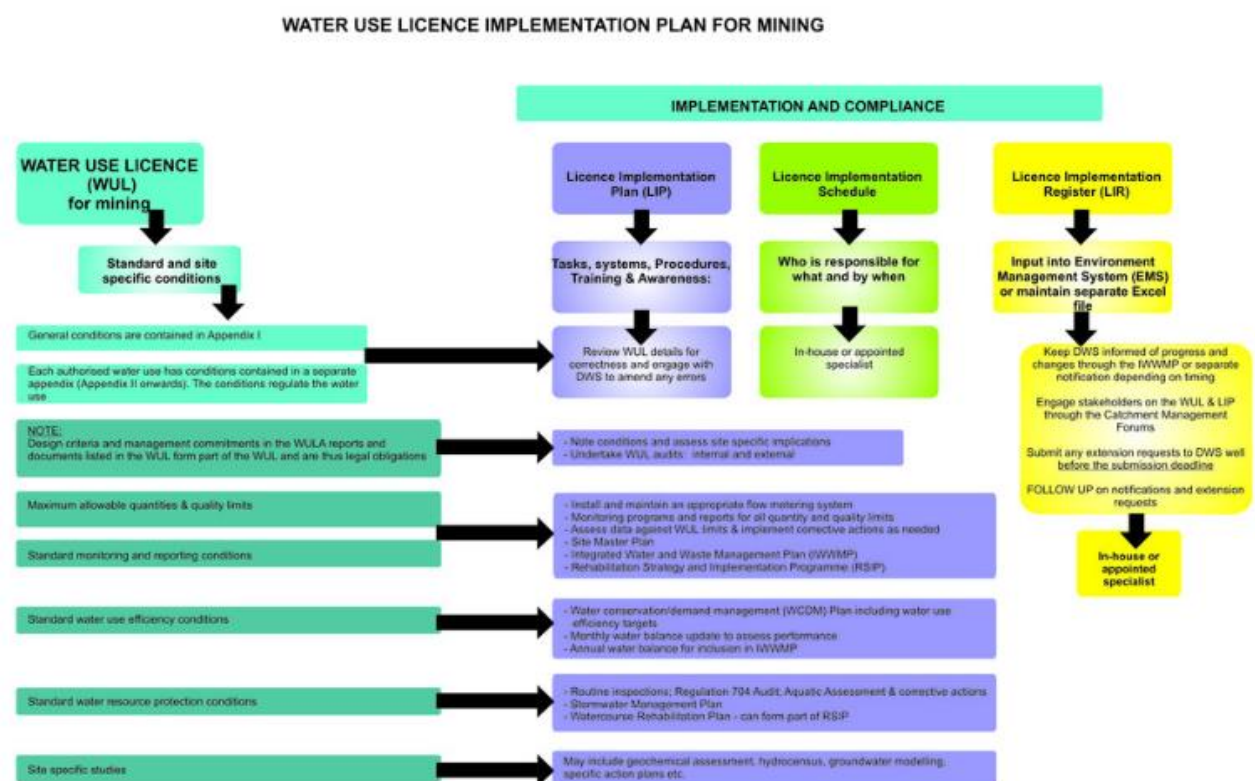 WATER USE LICENCE IMPLEMENTATION PLAN FOR MINING
IMPLEMENTATION AND COMPLIANCE
WATER USE LICENCE
(WUL)
for mining
Standard and site
specific conditions
General conditions are contained in Appendix I
Each authorised water use has conditions contained in a separate
appendix (Appendix II onwards). The conditions regulate the water
use
NOTE:
Design criteria and management commitments in the WULA reports and
documents listed in the WUL form part of the WUL and are thus legal obligations
Maximum allowable quantities & quality limits
Standard monitoring and reporting conditions
Standard water use efficiency conditions
Standard water resource protection conditions
Site specific studies
Licence Implementation
Plan (LIP)
Tasks, systems, Procedures,
Training & Awareness:
Review WUL details for
correctness and engage with
DWS to amend any errors
- Note conditions and assess site specific implications
- Undertake WUL audits: internal and external
- Install and maintain an appropriate flow metering system
- Monitoring programs and reports for all quantity and quality limits
- Assess data against WUL limits & implement corrective actions as needed
- Site Master Plan
- Integrated Water and Waste Management Plan (IWWMP)
- Rehabilitation Strategy and Implementation Programme (RSIP)
- Water conservation/demand management (WCDM) Plan including water use
efficiency targets
- Monthly water balance update to assess performance
- Annual water balance for inclusion in IWWMP
- Routine inspections; Regulation 704 Audit; Aquatic Assessment & corrective actions
- Stormwater Management Plan
- Watercourse Rehabilitation Plan - can form part of RSIP
May include geochemical assessment, hydrocensus, groundwater modelling,
specific action plans etc.
Licence Implementation
Schedule
Who is responsible for
what and by when
In-house or appointed
specialist
Licence Implementation
Register (LIR)
Input into Environment
Management System (EMS)
or maintain separate Excel
file
Keep DWS informed of progress and
changes through the IWWMP or separate
notification depending on timing
Engage stakeholders on the WUL & LIP
through the Catchment Management
Forums
Submit any extension requests to DWS well
before the submission deadline
FOLLOW UP on notifications and extension
requests
In-house or
appointed
specialist